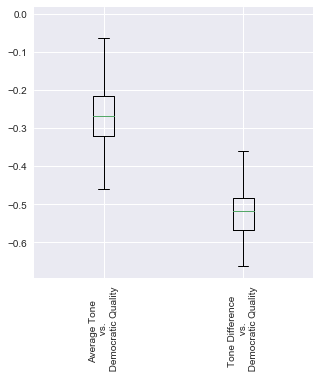 0.0
−0.1
−0.2
−0.3
−0.4
−0.5
−0.6
Average Tone
vs.
Democratic Quality
Tone Difference
vs.
Democratic Quality